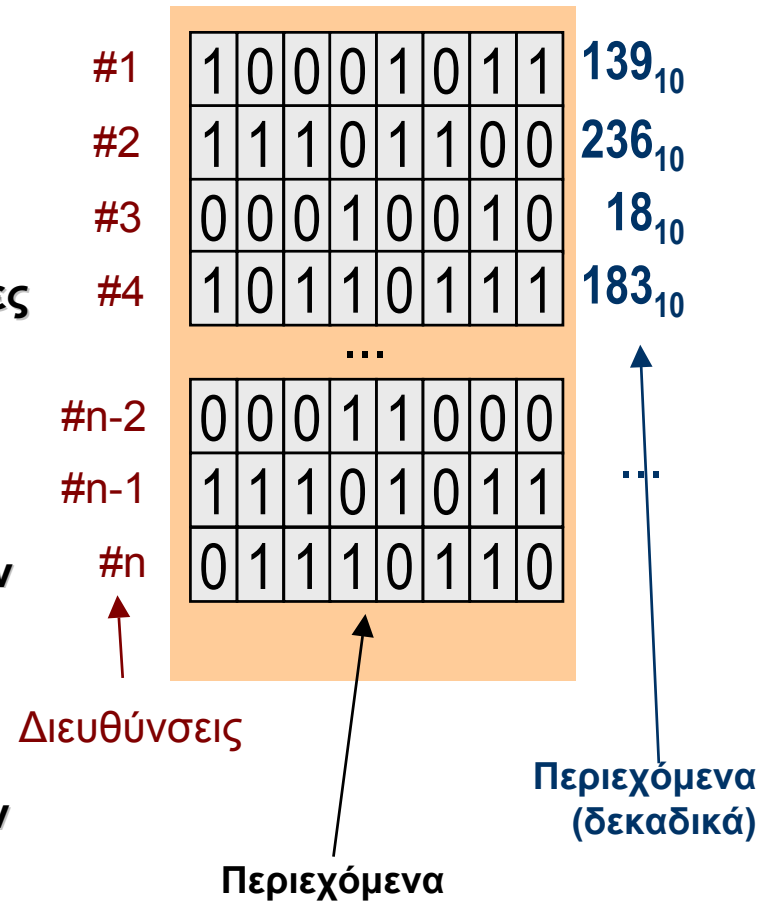 #1 1 0 0 0 1 0 1 1 139₁₀
#2 1 1 1 0 1 1 0 0 236₁₀
#3 0 0 0 1 0 0 1 0 18₁₀
ες #4 1 0 1 1 0 1 1 1 183₁₀
...
#n-2 0 0 0 1 1 0 0 0
#n-1 1 1 1 0 1 0 1 1 ...
ν #n 0 1 1 1 0 1 1 0
Διευθύνσεις
Περιεχόμενα
(δεκαδικά)
ν
Περιεχόμενα